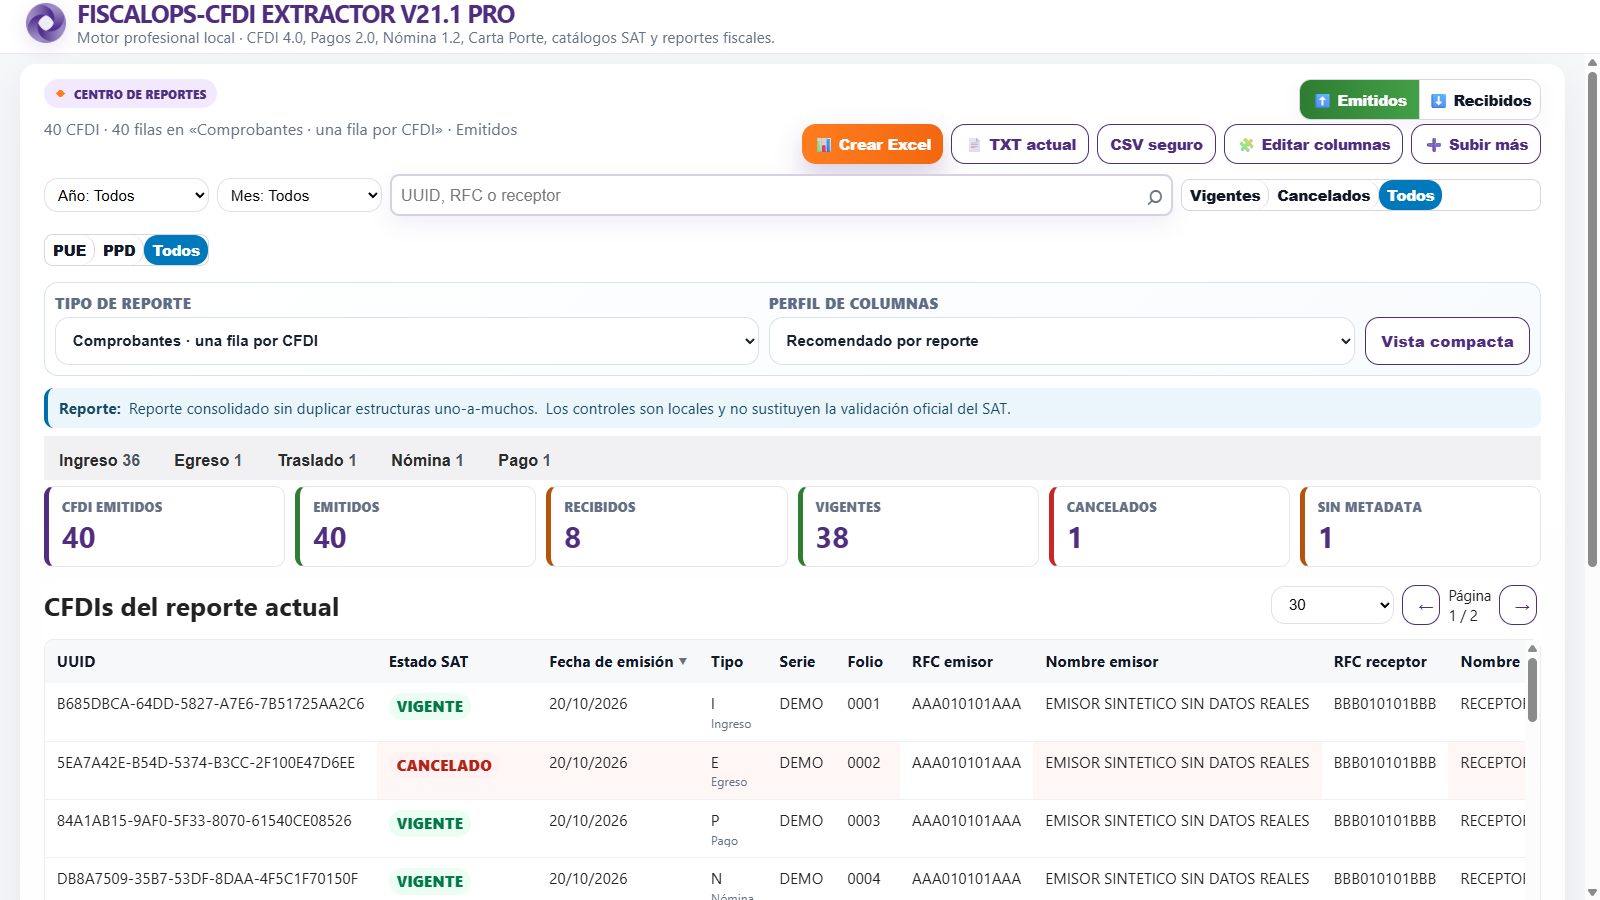 FISCALOPS-CFDI EXTRACTOR V21.1 PRO
Motor profesional local · CFDI 4.0, Pagos 2.0, Nómina 1.2, Carta Porte, catálogos SAT y reportes fiscales.
CENTRO DE REPORTES
40 CFDI · 40 filas en «Comprobantes · una fila por CFDI» · Emitidos
Emitidos Recibidos
Crear Excel TXT actual CSV seguro Editar columnas Subir más
Año: Todos Mes: Todos UUID, RFC o receptor Vigentes Cancelados Todos
PUE PPD Todos
TIPO DE REPORTE PERFIL DE COLUMNAS
Comprobantes · una fila por CFDI Recomendado por reporte Vista compacta
Reporte: Reporte consolidado sin duplicar estructuras uno-a-muchos. Los controles son locales y no sustituyen la validación oficial del SAT.
Ingreso 36 Egreso 1 Traslado 1 Nómina 1 Pago 1
CFDI EMITIDOS EMITIDOS RECIBIDOS VIGENTES CANCELADOS SIN METADATA
40 40 8 38 1 1
CFDIs del reporte actual 30 ← Página 1 / 2 →
UUID Estado SAT Fecha de emisión ▼ Tipo Serie Folio RFC emisor Nombre emisor RFC receptor Nombre
B685DBCA-64DD-5827-A7E6-7B51725AA2C6 VIGENTE 20/10/2026 I DEMO 0001 AAA010101AAA EMISOR SINTETICO SIN DATOS REALES BBB010101BBB RECEPTOR
Ingreso
5EA7A42E-B54D-5374-B3CC-2F100E47D6EE CANCELADO 20/10/2026 E DEMO 0002 AAA010101AAA EMISOR SINTETICO SIN DATOS REALES BBB010101BBB RECEPTOR
Egreso
84A1AB15-9AF0-5F33-8070-61540CE08526 VIGENTE 20/10/2026 P DEMO 0003 AAA010101AAA EMISOR SINTETICO SIN DATOS REALES BBB010101BBB RECEPTOR
Pago
DB8A7509-35B7-53DF-8DAA-4F5C1F70150F VIGENTE 20/10/2026 N DEMO 0004 AAA010101AAA EMISOR SINTETICO SIN DATOS REALES BBB010101BBB RECEPTOR
Nómina